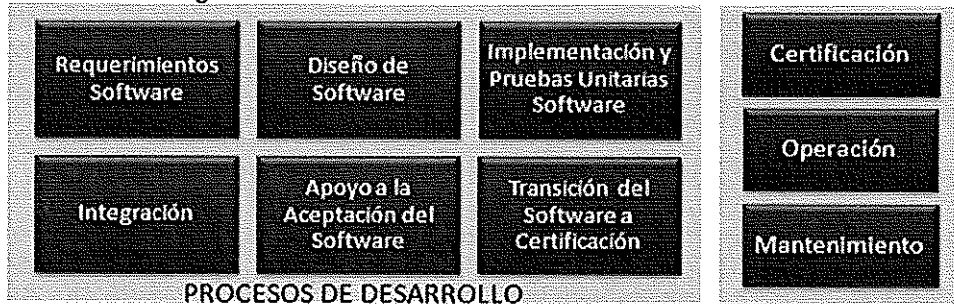 Requerimientos
Software
Diseño de
Software
Implementación y
Pruebas Unitarias
Software
Integración
Apoyo a la
Aceptación del
Software
Transición del
Software a
Certificación
PROCESOS DE DESARROLLO
Certificación
Operación
Mantenimiento